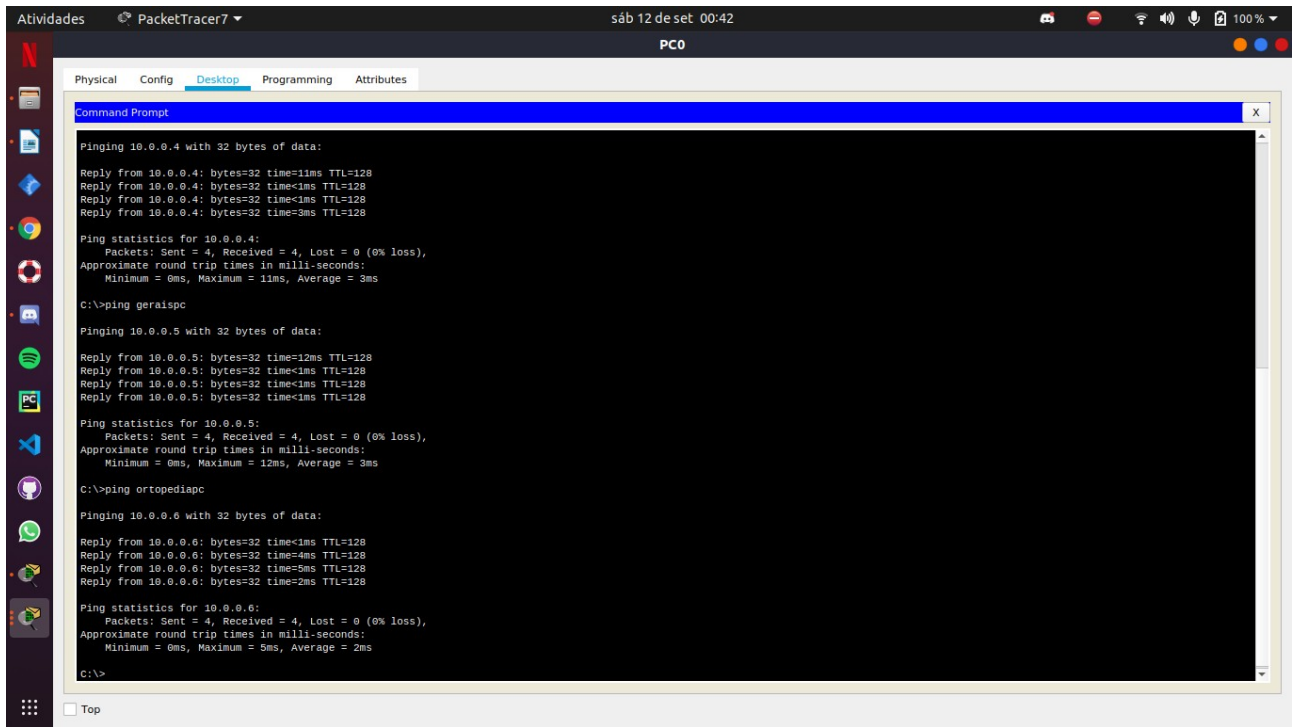 Atividades PacketTracer7 sáb 12 de set 00:42 100 %
PC0
Physical Config Desktop Programming Attributes
Command Prompt X
Pinging 10.0.0.4 with 32 bytes of data:
Reply from 10.0.0.4: bytes=32 time=11ms TTL=128
Reply from 10.0.0.4: bytes=32 time<1ms TTL=128
Reply from 10.0.0.4: bytes=32 time<1ms TTL=128
Reply from 10.0.0.4: bytes=32 time=3ms TTL=128
Ping statistics for 10.0.0.4:
Packets: Sent = 4, Received = 4, Lost = 0 (0% loss),
Approximate round trip times in milli-seconds:
Minimum = 0ms, Maximum = 11ms, Average = 3ms
C:\>ping geraispc
Pinging 10.0.0.5 with 32 bytes of data:
Reply from 10.0.0.5: bytes=32 time=12ms TTL=128
Reply from 10.0.0.5: bytes=32 time<1ms TTL=128
Reply from 10.0.0.5: bytes=32 time<1ms TTL=128
Reply from 10.0.0.5: bytes=32 time<1ms TTL=128
Ping statistics for 10.0.0.5:
Packets: Sent = 4, Received = 4, Lost = 0 (0% loss),
Approximate round trip times in milli-seconds:
Minimum = 0ms, Maximum = 12ms, Average = 3ms
C:\>ping ortopediapc
Pinging 10.0.0.6 with 32 bytes of data:
Reply from 10.0.0.6: bytes=32 time<1ms TTL=128
Reply from 10.0.0.6: bytes=32 time=4ms TTL=128
Reply from 10.0.0.6: bytes=32 time=5ms TTL=128
Reply from 10.0.0.6: bytes=32 time=2ms TTL=128
Ping statistics for 10.0.0.6:
Packets: Sent = 4, Received = 4, Lost = 0 (0% loss),
Approximate round trip times in milli-seconds:
Minimum = 0ms, Maximum = 5ms, Average = 2ms
C:\>
Top
N
PC